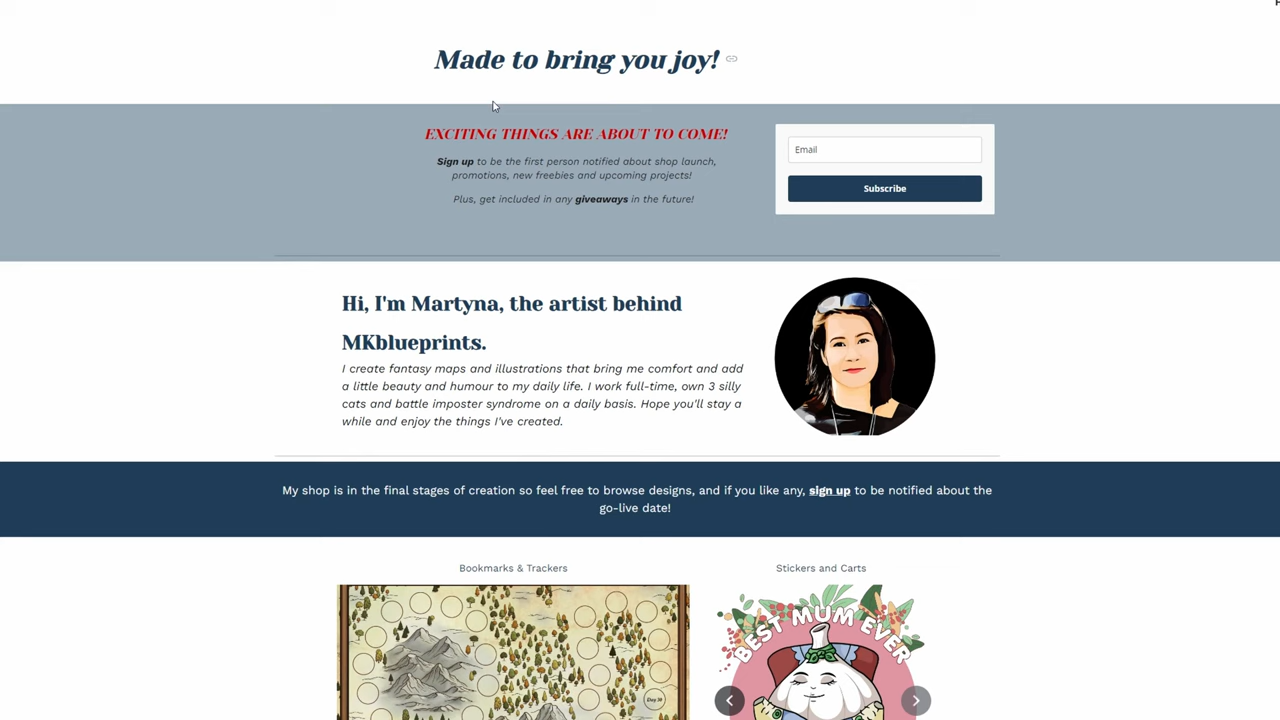 Made to bring you joy!
EXCITING THINGS ARE ABOUT TO COME!
Sign up to be the first person notified about shop launch,
promotions, new freebies and upcoming projects!
Plus, get included in any giveaways in the future!
Email
Subscribe
Hi, I'm Martyna, the artist behind
MKblueprints.
I create fantasy maps and illustrations that bring me comfort and add
a little beauty and humour to my daily life. I work full-time, own 3 silly
cats and battle imposter syndrome on a daily basis. Hope you'll stay a
while and enjoy the things I've created.
My shop is in the final stages of creation so feel free to browse designs, and if you like any, sign up to be notified about the
go-live date!
Bookmarks & Trackers
Stickers and Carts
BEST MUM EVER
Day 30